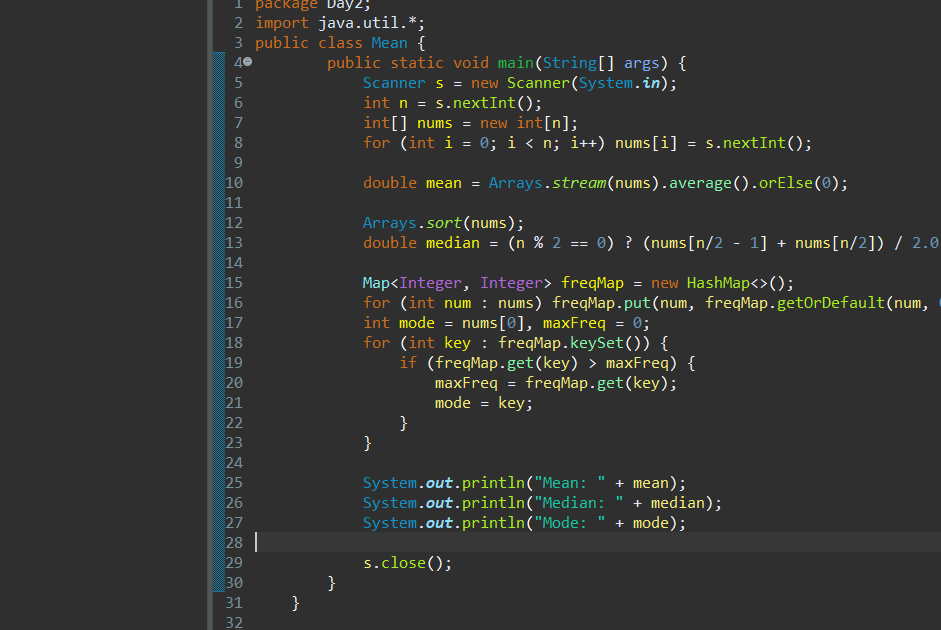 1 package Day2;
2 import java.util.*;
3 public class Mean {
4 public static void main(String[] args) {
5 Scanner s = new Scanner(System.in);
6 int n = s.nextInt();
7 int[] nums = new int[n];
8 for (int i = 0; i < n; i++) nums[i] = s.nextInt();
9
10 double mean = Arrays.stream(nums).average().orElse(0);
11
12 Arrays.sort(nums);
13 double median = (n % 2 == 0) ? (nums[n/2 - 1] + nums[n/2]) / 2.0
14
15 Map<Integer, Integer> freqMap = new HashMap<>();
16 for (int num : nums) freqMap.put(num, freqMap.getOrDefault(num,
17 int mode = nums[0], maxFreq = 0;
18 for (int key : freqMap.keySet()) {
19 if (freqMap.get(key) > maxFreq) {
20 maxFreq = freqMap.get(key);
21 mode = key;
22 }
23 }
24
25 System.out.println("Mean: " + mean);
26 System.out.println("Median: " + median);
27 System.out.println("Mode: " + mode);
28
29 s.close();
30 }
31 }
32